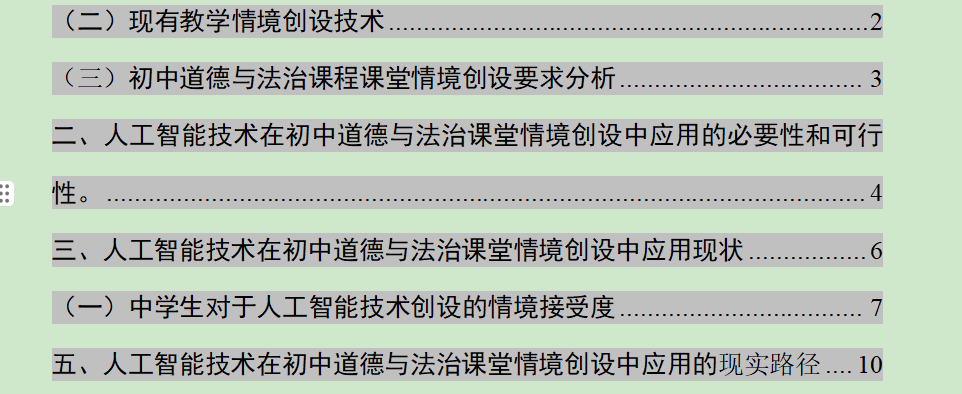 （二）现有教学情境创设技术................................................................2
（三）初中道德与法治课程课堂情境创设要求分析................................ 3
二、人工智能技术在初中道德与法治课堂情境创设中应用的必要性和可行
性。....................................................................................................... 4
三、人工智能技术在初中道德与法治课堂情境创设中应用现状................. 6
（一）中学生对于人工智能技术创设的情境接受度................................ 7
五、人工智能技术在初中道德与法治课堂情境创设中应用的现实路径.... 10